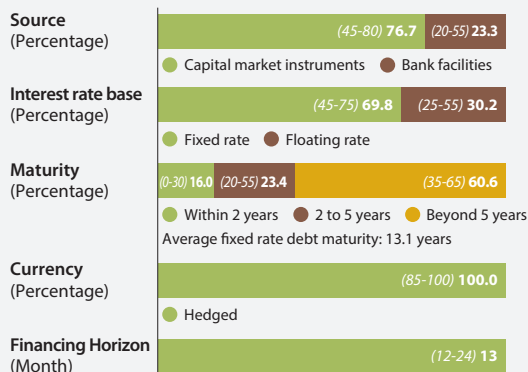 Source
(Percentage)
(45-80) 76.7 (20-55) 23.3
Capital market instruments Bank facilities
Interest rate base
(Percentage)
(45-75) 69.8 (25-55) 30.2
Fixed rate Floating rate
Maturity
(Percentage)
(0-30) 16.0 (20-55) 23.4 (35-65) 60.6
Within 2 years 2 to 5 years Beyond 5 years
Average fixed rate debt maturity: 13.1 years
Currency
(Percentage)
(85-100) 100.0
Hedged
Financing Horizon
(Month)
(12-24) 13